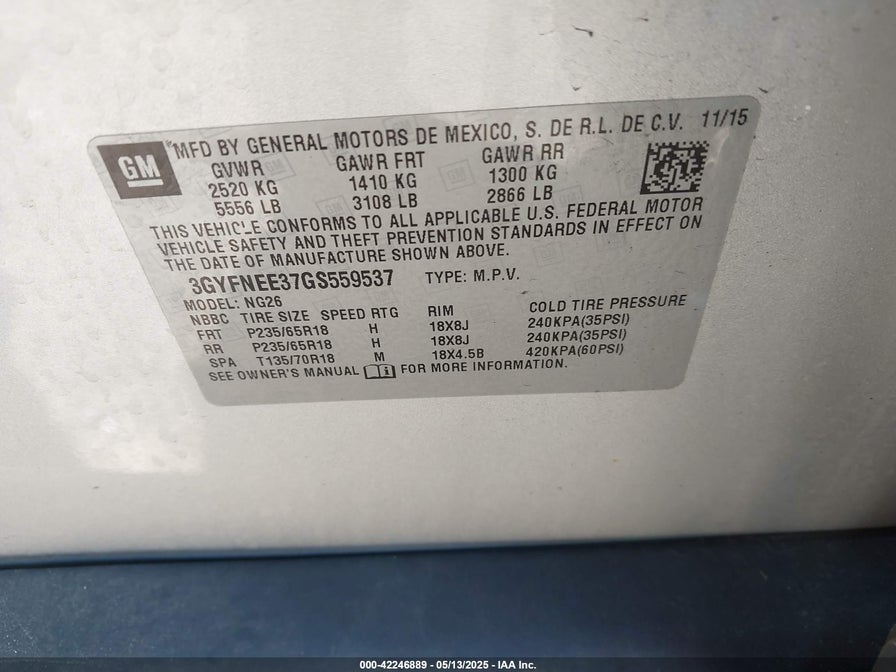 GM
MFD BY GENERAL MOTORS DE MEXICO, S. DE R.L. DE C.V. 11/15
GVWR GAWR FRT GAWR RR
2520 KG 1410 KG 1300 KG
5556 LB 3108 LB 2866 LB
THIS VEHICLE CONFORMS TO ALL APPLICABLE U.S. FEDERAL MOTOR
VEHICLE SAFETY AND THEFT PREVENTION STANDARDS IN EFFECT ON
THE DATE OF MANUFACTURE SHOWN ABOVE.
3GYFNEE37GS559537 TYPE: M.P.V.
MODEL: NG26
NBBC TIRE SIZE SPEED RTG RIM COLD TIRE PRESSURE
FRT P235/65R18 H 18X8J 240KPA(35PSI)
RR P235/65R18 H 18X8J 240KPA(35PSI)
SPA T135/70R18 M 18X4.5B 420KPA(60PSI)
SEE OWNER'S MANUAL FOR MORE INFORMATION.
000-42246889 - 05/13/2025 - IAA Inc.